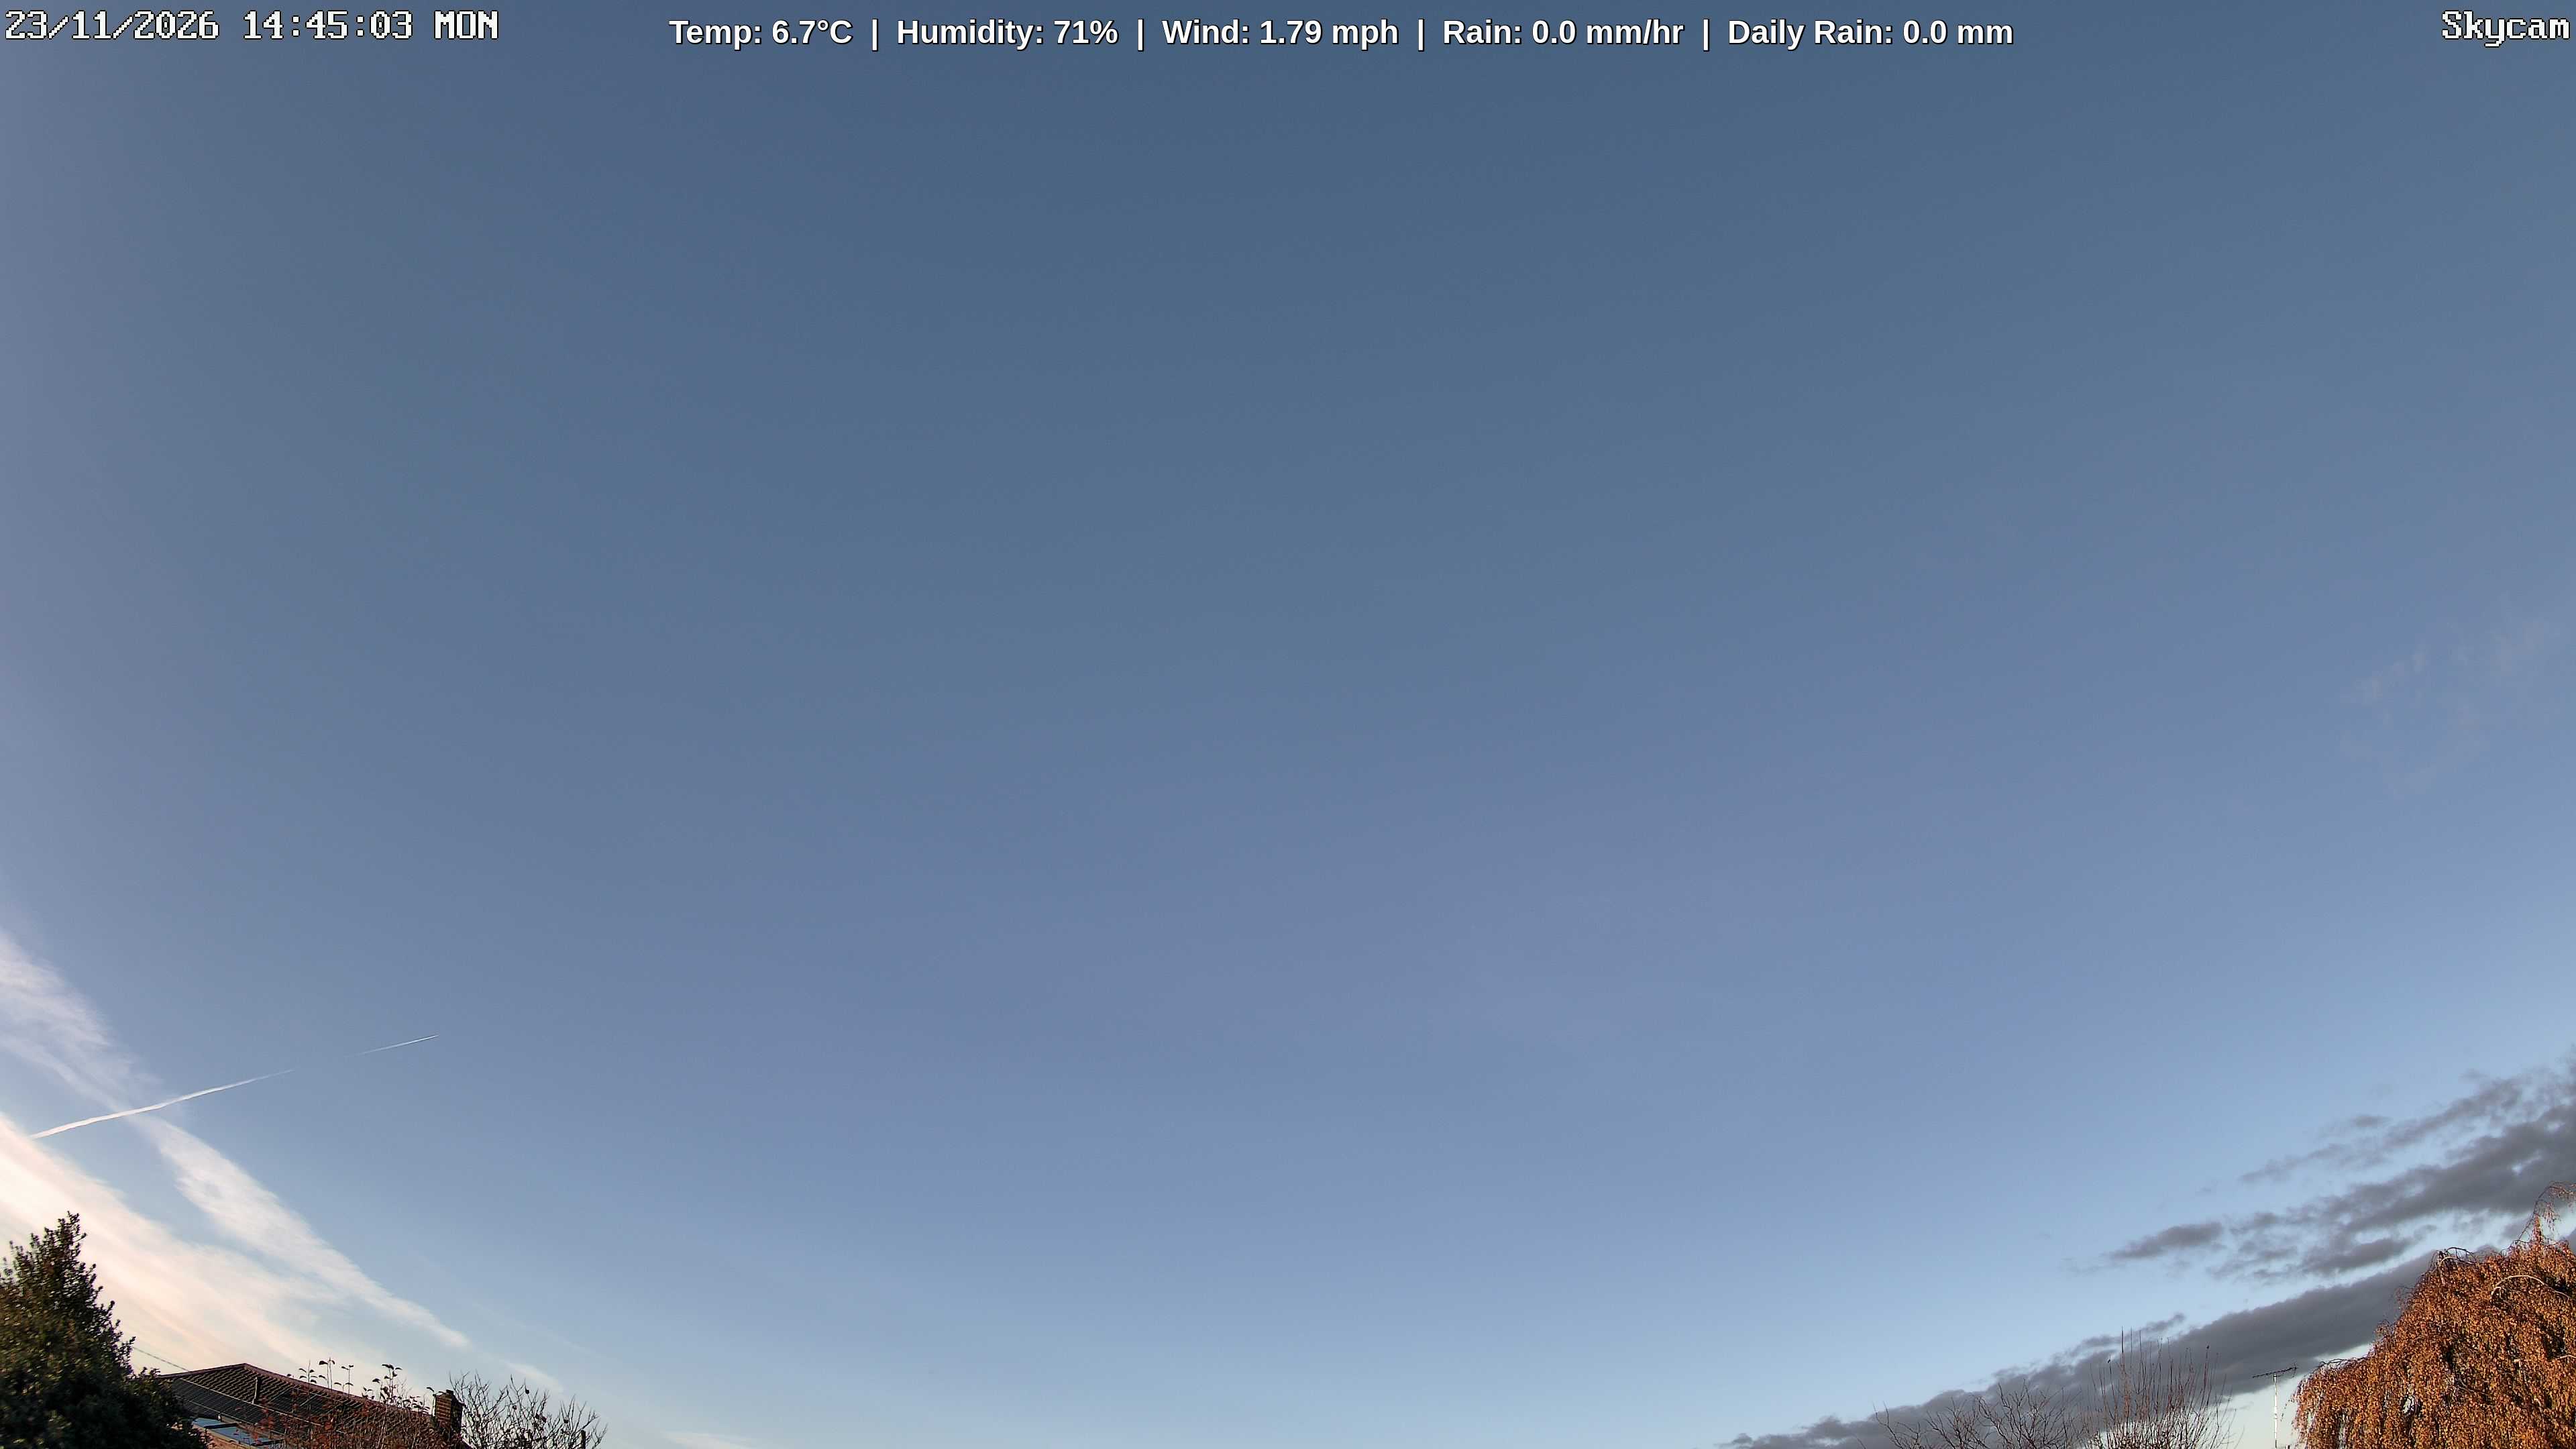 23/11/2026 14:45:03 MON
Temp: 6.7°C | Humidity: 71% | Wind: 1.79 mph | Rain: 0.0 mm/hr | Daily Rain: 0.0 mm
Skycam